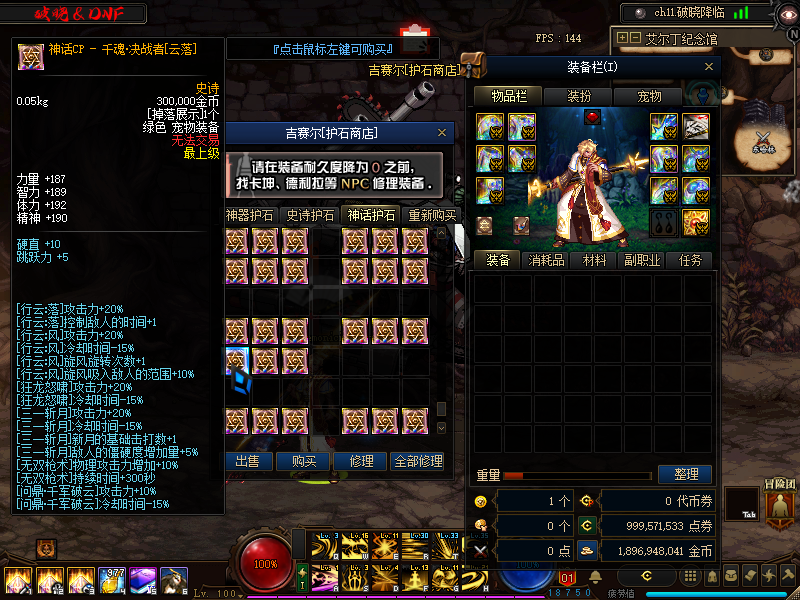 破晓&DNF
ch11.破晓降临
FPS : 144
艾尔丁纪念馆
N
神话CP - 千魂·决战者[云落]
史诗
0.05kg
300,000金币
[掉落展示]1个
绿色 宠物装备
无法交易
最上级
力量 +187
智力 +189
体力 +192
精神 +190
硬直 +10
跳跃力 +5
[行云:落]攻击力+20%
[行云:落]控制敌人的时间+1
[行云:风]攻击力+20%
[行云:风]冷却时间-15%
[行云:风]旋风旋转次数+1
[行云:风]旋风吸入敌人的范围+10%
[狂龙怒啸]攻击力+20%
[狂龙怒啸]冷却时间-15%
[三一斩月]攻击力+20%
[三一斩月]冷却时间-15%
[三一斩月]新月的基础击打数+1
[三一斩月]敌人的僵硬度增加量+5%
[无双枪术]物理攻击力增加+10%
[无双枪术]持续时间+300秒
[问鼎·千军破云]攻击力+10%
[问鼎·千军破云]冷却时间-15%
『点击鼠标左键可购买』
吉赛尔[护石商店]
吉赛尔[护石商店]
请在装备耐久度降为 0 之前，
找卡坤、德利拉等 NPC 修理装备．
神器护石 史诗护石 神话护石 重新购买
出售 购买 修理 全部修理
装备栏(I)
物品栏 装扮 宠物
装备 消耗品 材料 副职业 任务
重量 整理
1 个 0 代币券
0 个 999,571,533 点券
0 点 1,896,948,041 金币
冒险团
Tab
100%
100%
977
Lv. 100
01
18750
疲劳值